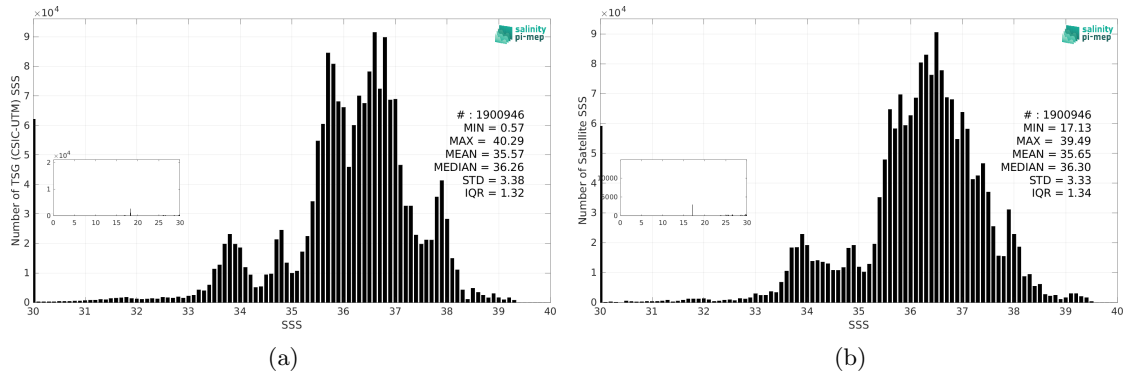 ×10⁴
9
8
7
6
5
4
3
2
1
0
Number of TSG (CSIC-UTM) SSS
salinity
pi-mep
# : 1900946
MIN = 0.57
MAX = 40.29
MEAN = 35.57
MEDIAN = 36.26
STD = 3.38
IQR = 1.32
×10⁴
2
1
0
0 5 10 15 20 25 30
30 31 32 33 34 35 36 37 38 39 40
SSS
(a)
×10⁴
9
8
7
6
5
4
3
2
1
0
Number of Satellite SSS
salinity
pi-mep
# : 1900946
MIN = 17.13
MAX = 39.49
MEAN = 35.65
MEDIAN = 36.30
STD = 3.33
IQR = 1.34
10000
5000
0
0 5 10 15 20 25 30
30 31 32 33 34 35 36 37 38 39 40
SSS
(b)